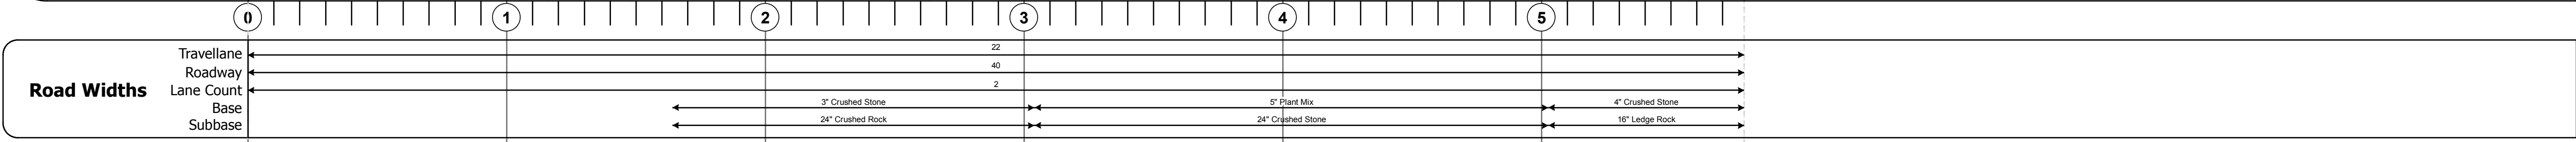 0 1 2 3 4 5
Road Widths
Travellane 22
Roadway 40
Lane Count 2
Base 3" Crushed Stone 5" Plant Mix 4" Crushed Stone
Subbase 24" Crushed Rock 24" Crushed Stone 16" Ledge Rock